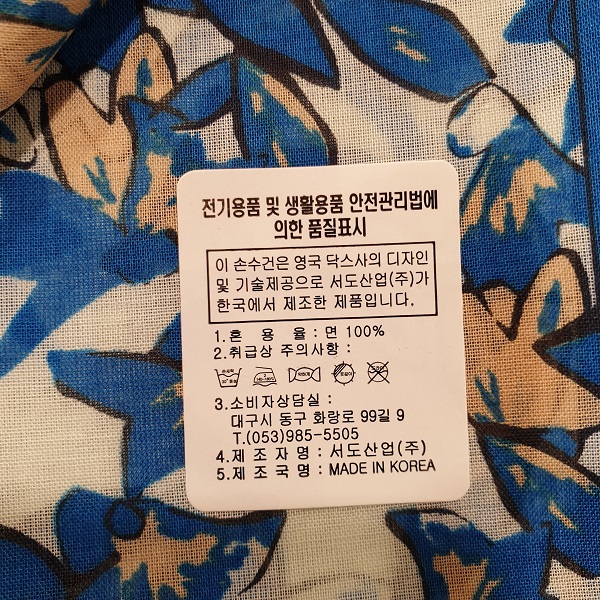 전기용품 및 생활용품 안전관리법에
의한 품질표시
이 손수건은 영국 닥스사의 디자인
및 기술제공으로 서도산업(주)가
한국에서 제조한 제품입니다.
1.혼 용 율 : 면 100%
2.취급상 주의사항 :
3.소비자상담실 :
대구시 동구 화랑로 99길 9
T.(053)985-5505
4.제 조 자 명 : 서도산업(주)
5.제 조 국 명 : MADE IN KOREA